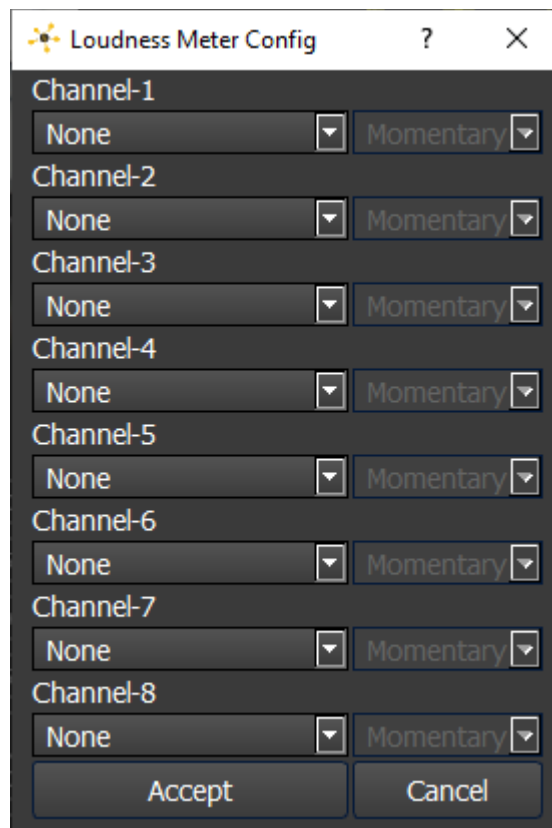 Loudness Meter Config ?
Channel-1
None Momentary
Channel-2
None Momentary
Channel-3
None Momentary
Channel-4
None Momentary
Channel-5
None Momentary
Channel-6
None Momentary
Channel-7
None Momentary
Channel-8
None Momentary
Accept Cancel